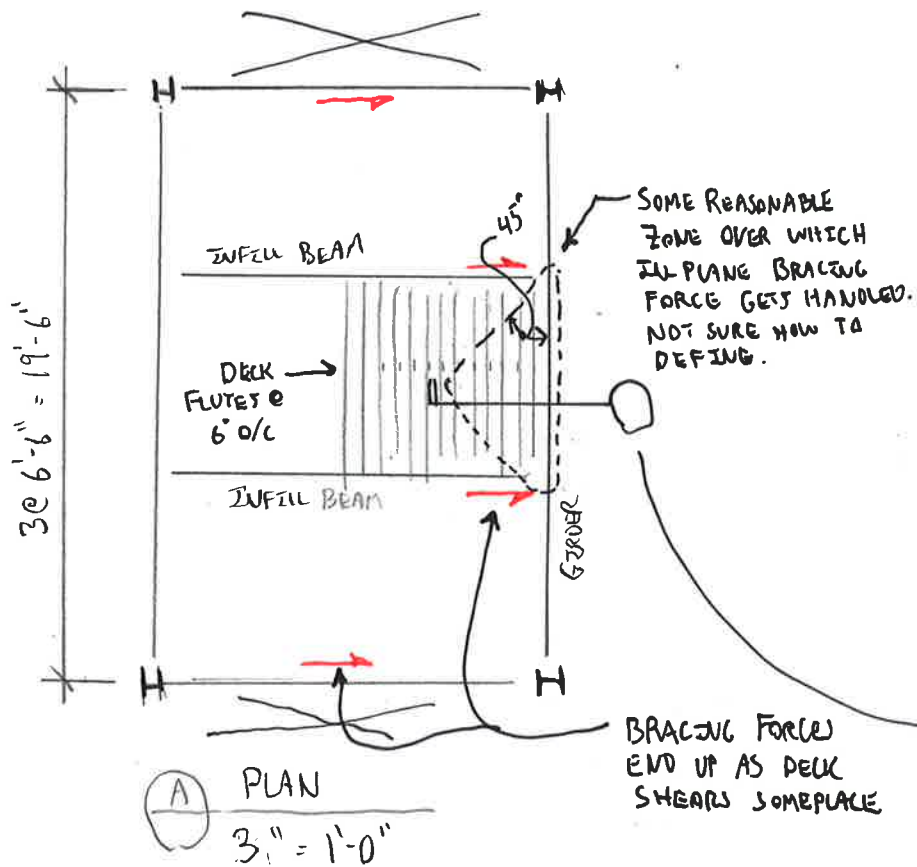 45°
SOME REASONABLE
ZONE OVER WHICH
IN PLANE BRACING
FORCE GETS HANDLED.
NOT SURE HOW TO
DEFINE.
INFILL BEAM
DECK
FLUTES @
6" O/C
INFILL BEAM
3@ 6'-6" = 19'-6"
GIRDER
BRACING FORCES
END UP AS DECK
SHEARS SOMEPLACE
A PLAN
3" = 1'-0"